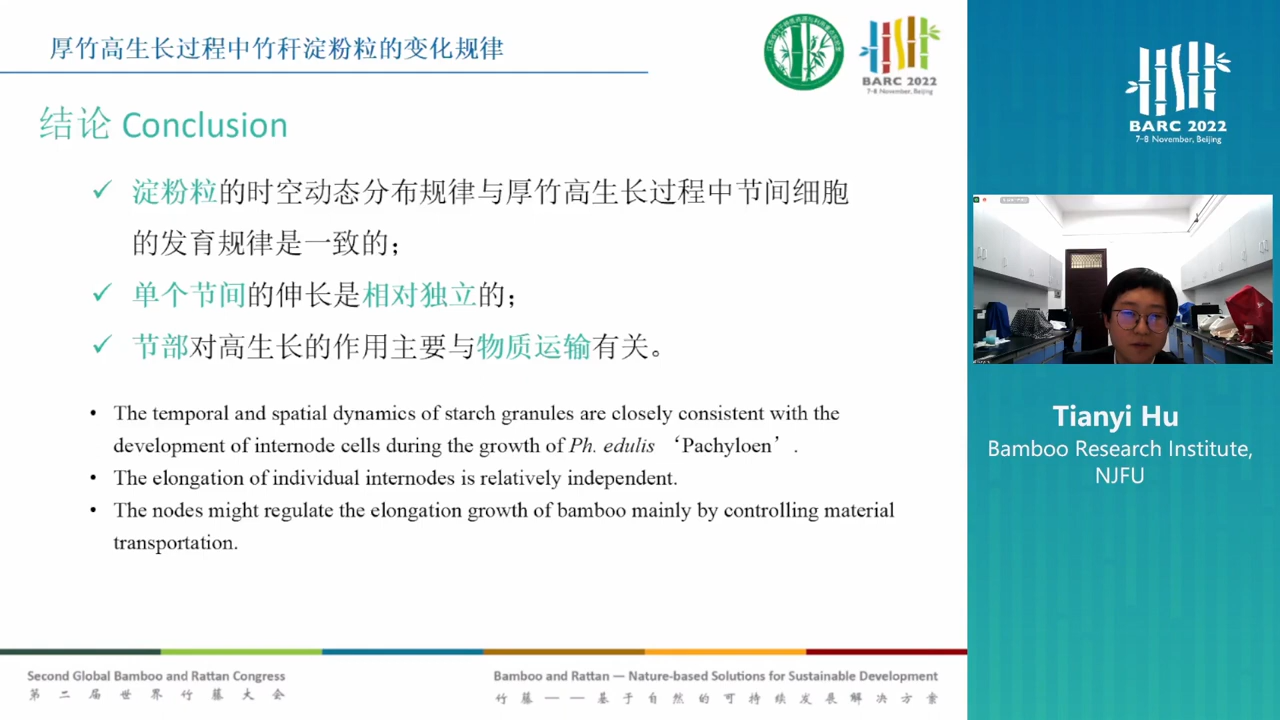 厚竹高生长过程中竹秆淀粉粒的变化规律
BARC 2022
7-8 November, Beijing
结论 Conclusion
✓ 淀粉粒的时空动态分布规律与厚竹高生长过程中节间细胞
的发育规律是一致的；
✓ 单个节间的伸长是相对独立的；
✓ 节部对高生长的作用主要与物质运输有关。
• The temporal and spatial dynamics of starch granules are closely consistent with the
development of internode cells during the growth of Ph. edulis ‘Pachyloen’.
• The elongation of individual internodes is relatively independent.
• The nodes might regulate the elongation growth of bamboo mainly by controlling material
transportation.
Second Global Bamboo and Rattan Congress
第二届世界竹藤大会
Bamboo and Rattan — Nature-based Solutions for Sustainable Development
竹藤——基于自然的可持续发展解决方案
BARC 2022
7-8 November, Beijing
Tianyi Hu
Bamboo Research Institute,
NJFU